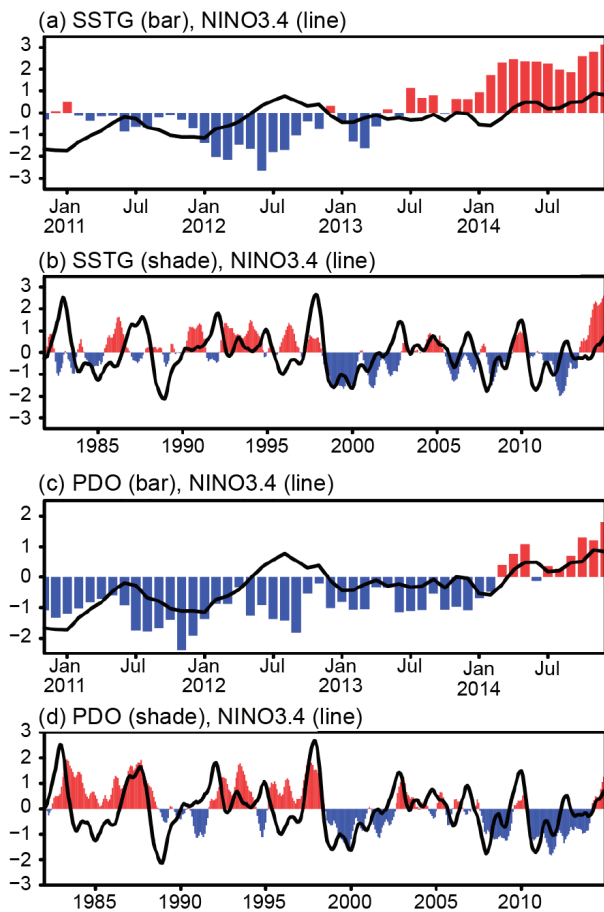 (a) SSTG (bar), NINO3.4 (line)
3
2
1
0
−1
−2
−3
Jan Jul Jan Jul Jan Jul Jan Jul
2011 2012 2013 2014
(b) SSTG (shade), NINO3.4 (line)
3
2
1
0
−1
−2
−3
1985 1990 1995 2000 2005 2010
(c) PDO (bar), NINO3.4 (line)
2
1
0
−1
−2
Jan Jul Jan Jul Jan Jul Jan Jul
2011 2012 2013 2014
(d) PDO (shade), NINO3.4 (line)
3
2
1
0
−1
−2
−3
1985 1990 1995 2000 2005 2010